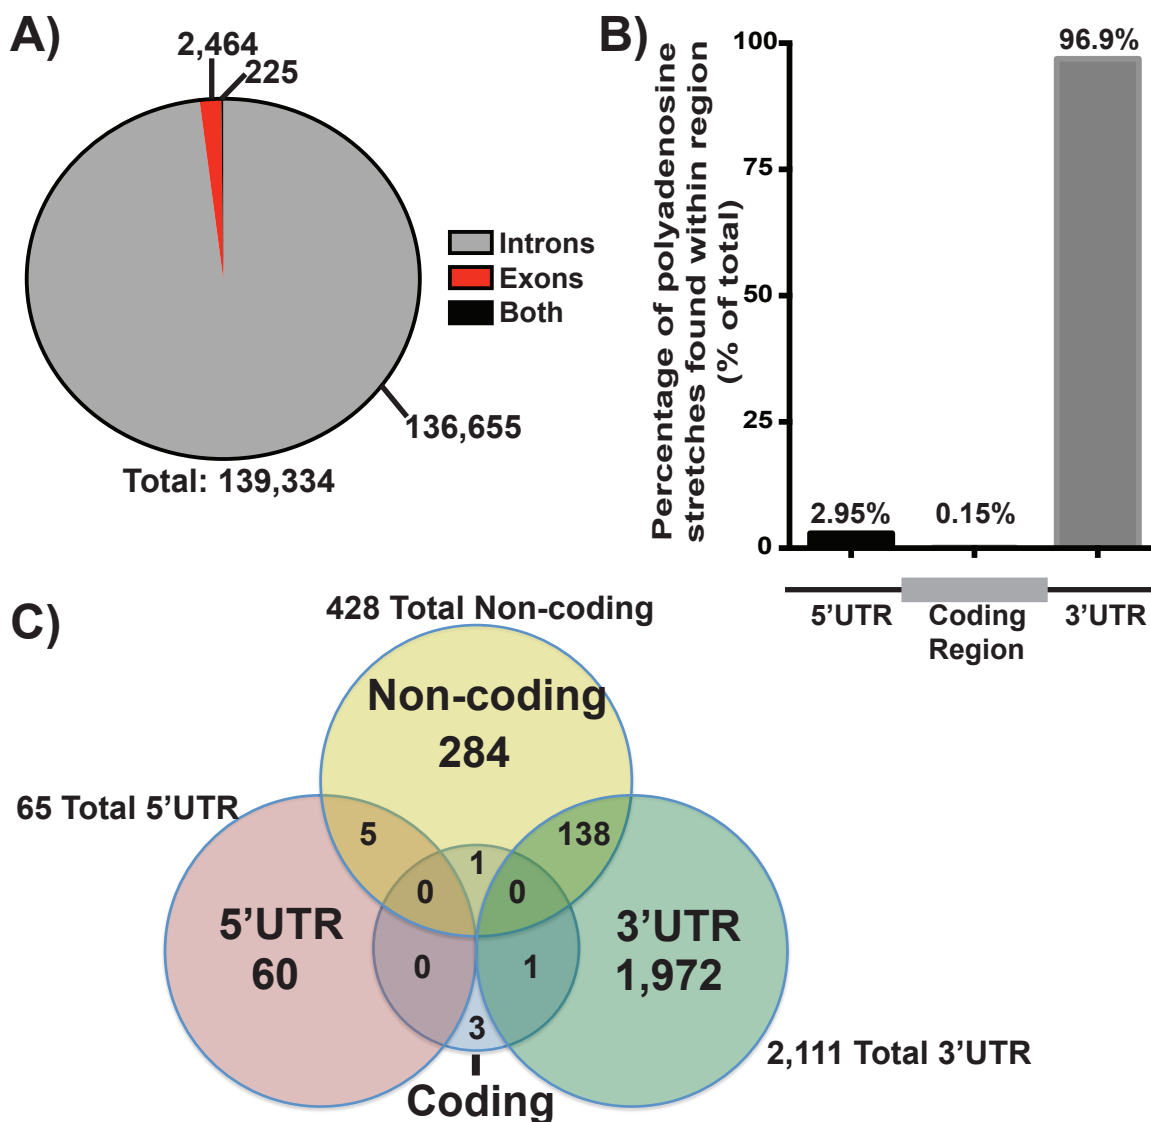 A)
2,464
225
Introns
Exons
Both
136,655
Total: 139,334
B)
Percentage of polyadenosine
stretches found within region
(% of total)
100
75
50
25
0
2.95%
0.15%
96.9%
5’UTR
Coding
Region
3’UTR
C)
428 Total Non-coding
Non-coding
284
65 Total 5’UTR
5
138
1
0
0
5’UTR
60
3’UTR
1,972
0
1
3
2,111 Total 3’UTR
Coding